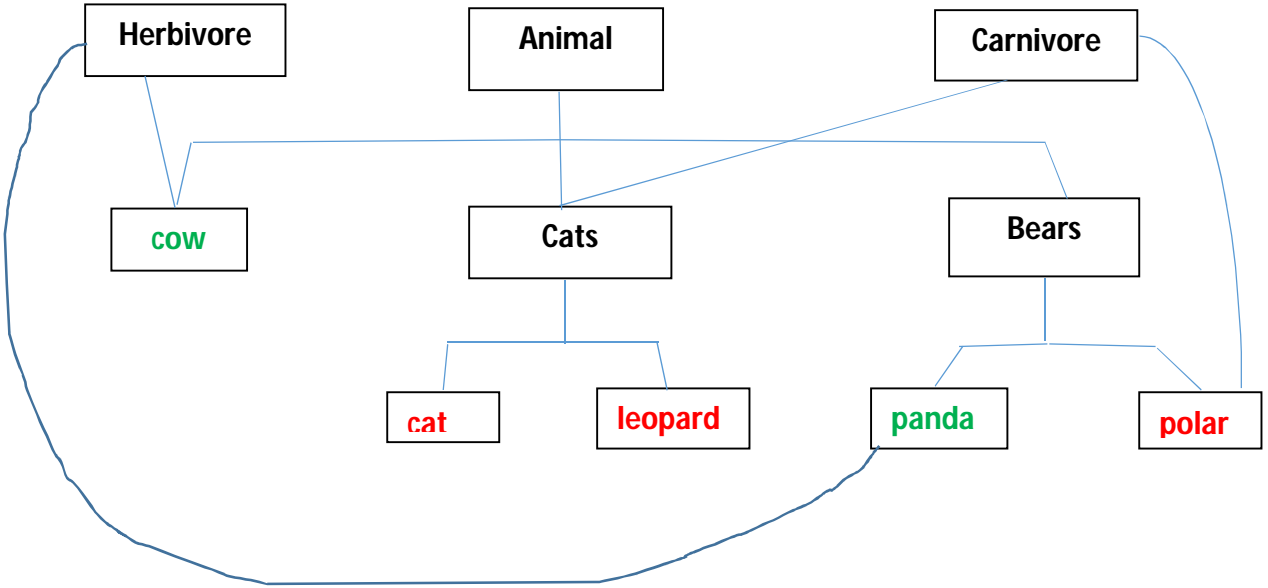 Herbivore
Animal
Carnivore
cow
Cats
Bears
cat
leopard
panda
polar